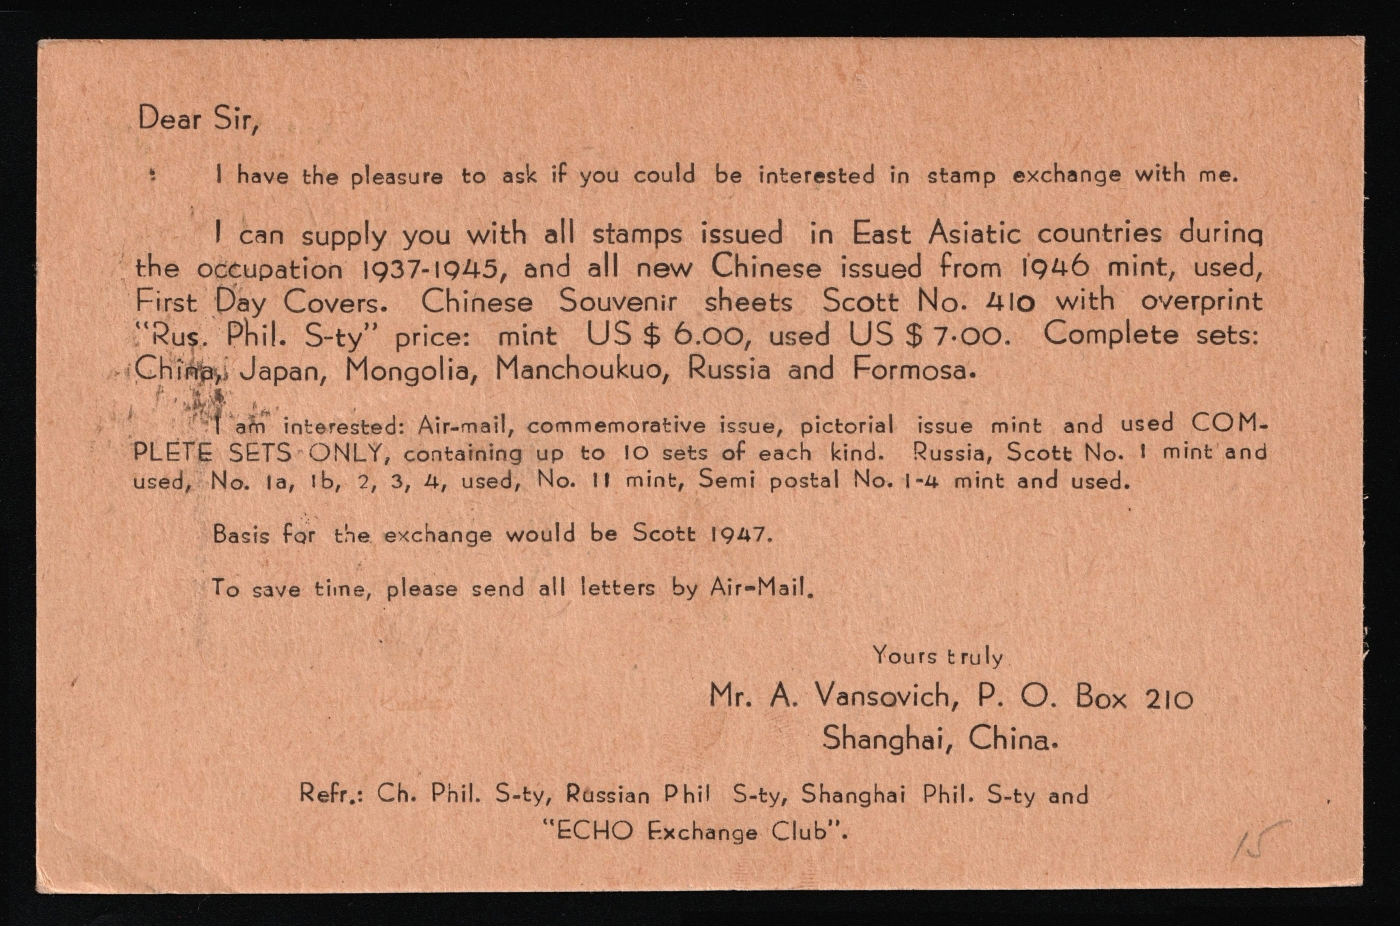 Dear Sir,
I have the pleasure to ask if you could be interested in stamp exchange with me.
I can supply you with all stamps issued in East Asiatic countries during
the occupation 1937-1945, and all new Chinese issued from 1946 mint, used,
First Day Covers. Chinese Souvenir sheets Scott No. 410 with overprint
"Rus. Phil. S-ty" price: mint US $ 6.00, used US $ 7.00. Complete sets:
China, Japan, Mongolia, Manchoukuo, Russia and Formosa.
I am interested: Air-mail, commemorative issue, pictorial issue mint and used COM-
PLETE SETS ONLY, containing up to 10 sets of each kind. Russia, Scott No. 1 mint and
used, No. 1a, 1b, 2, 3, 4, used, No. 11 mint, Semi postal No. 1-4 mint and used.
Basis for the exchange would be Scott 1947.
To save time, please send all letters by Air-Mail.
Yours truly
Mr. A. Vansovich, P. O. Box 210
Shanghai, China.
Refr.: Ch. Phil. S-ty, Russian Phil S-ty, Shanghai Phil. S-ty and
"ECHO Exchange Club".
15